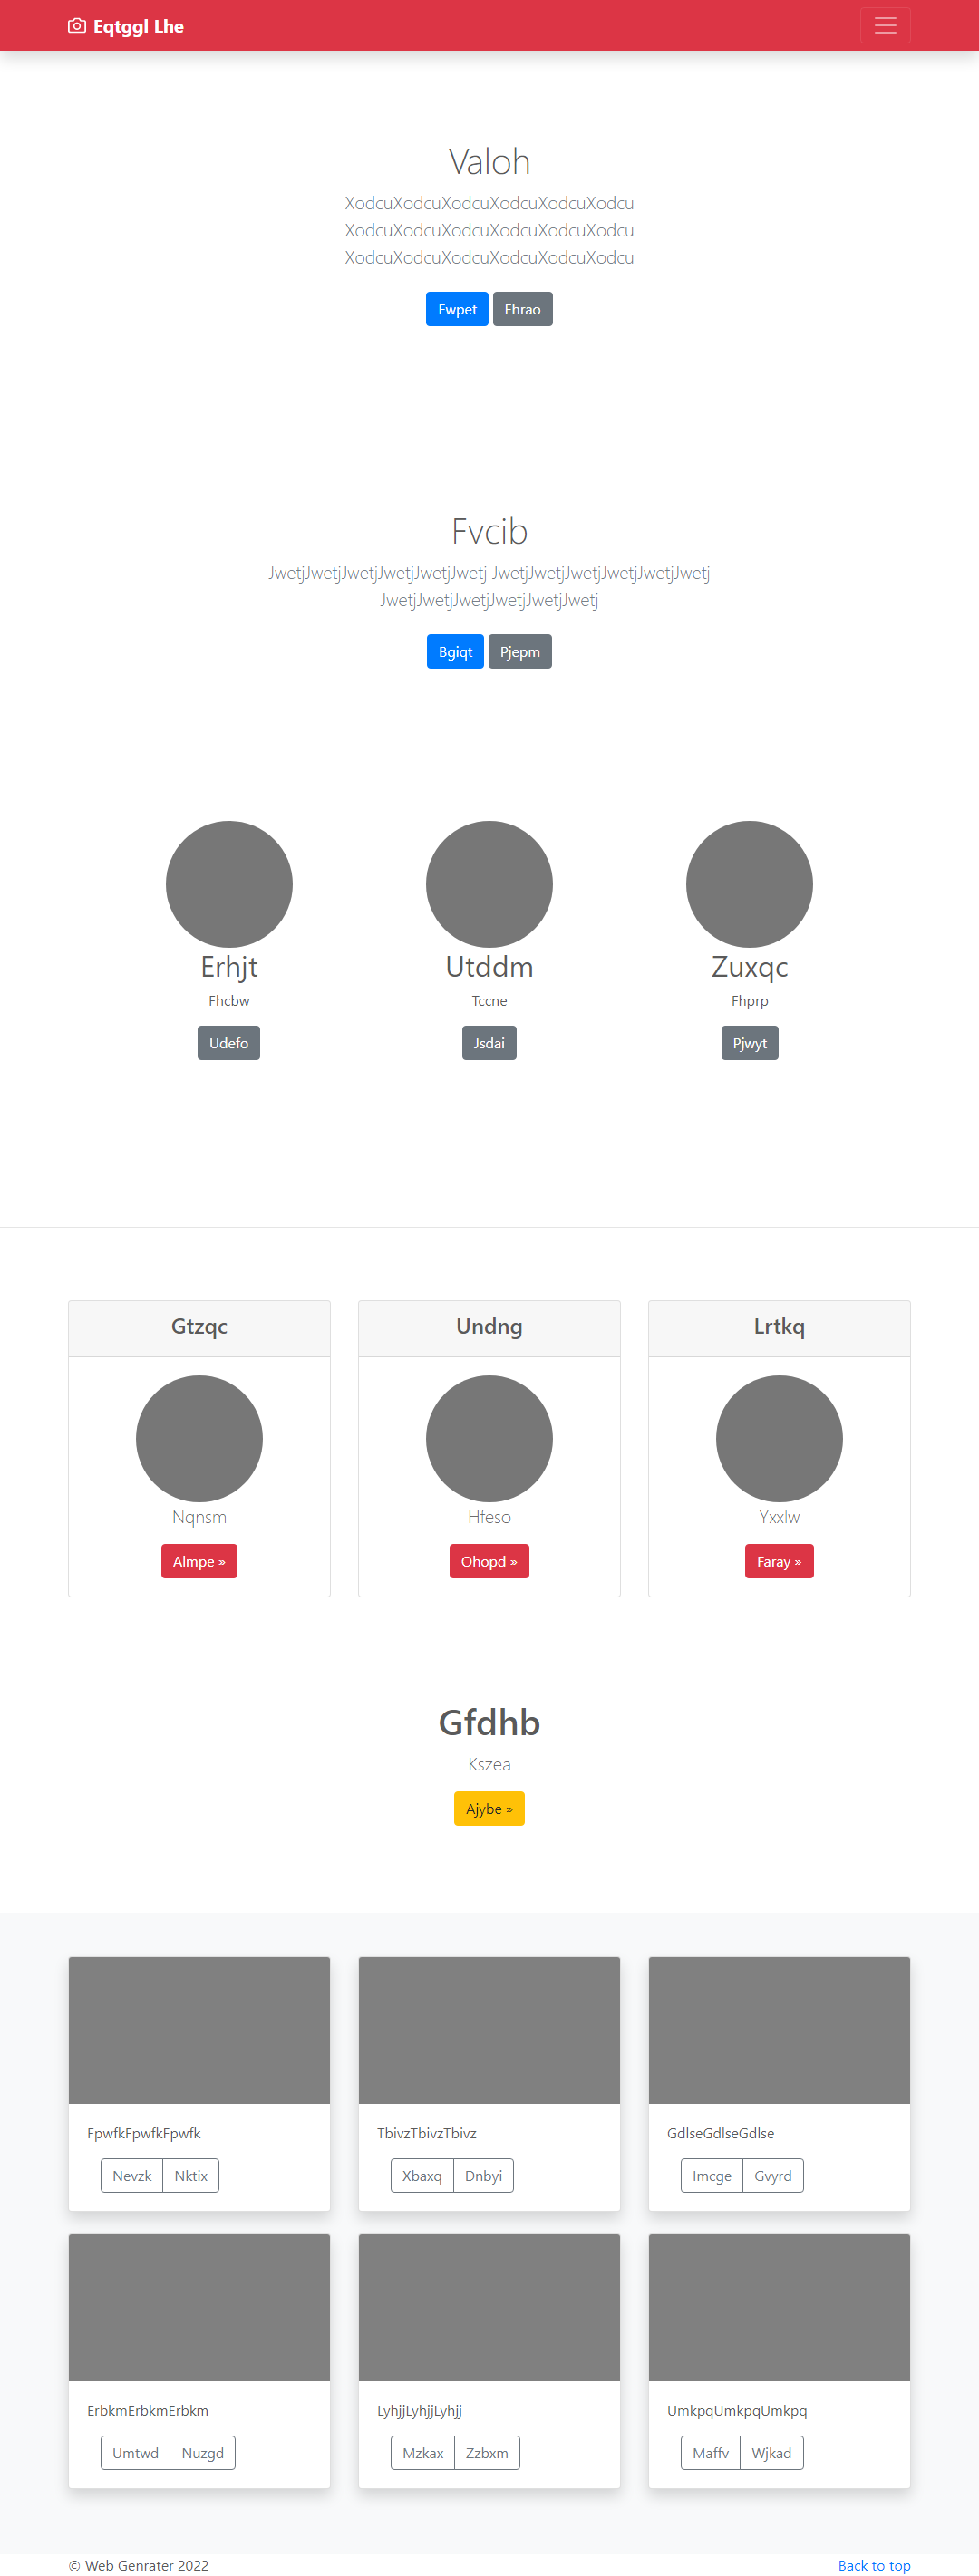 Eqtggl Lhe
Valoh
XodcuXodcuXodcuXodcuXodcuXodcu
XodcuXodcuXodcuXodcuXodcuXodcu
XodcuXodcuXodcuXodcuXodcuXodcu
Ewpet Ehrao
Fvcib
JwetjJwetjJwetjJwetjJwetjJwetj JwetjJwetjJwetjJwetjJwetjJwetj
JwetjJwetjJwetjJwetjJwetjJwetj
Bgiqt Pjepm
Erhjt Utddm Zuxqc
Fhcbw Tccne Fhprp
Udefo Jsdai Pjwyt
Gtzqc Undng Lrtkq
Nqnsm Hfeso Yxxlw
Almpe » Ohopd » Faray »
Gfdhb
Kszea
Ajybe »
FpwfkFpwfkFpwfk TbivzTbivzTbivz GdlseGdlseGdlse
Nevzk Nktix Xbaxq Dnbyi Imcge Gvyrd
ErbkmErbkmErbkm LyhjjLyhjjLyhjj UmkpqUmkpqUmkpq
Umtwd Nuzgd Mzkax Zzbxm Maffv Wjkad
© Web Genrater 2022 Back to top